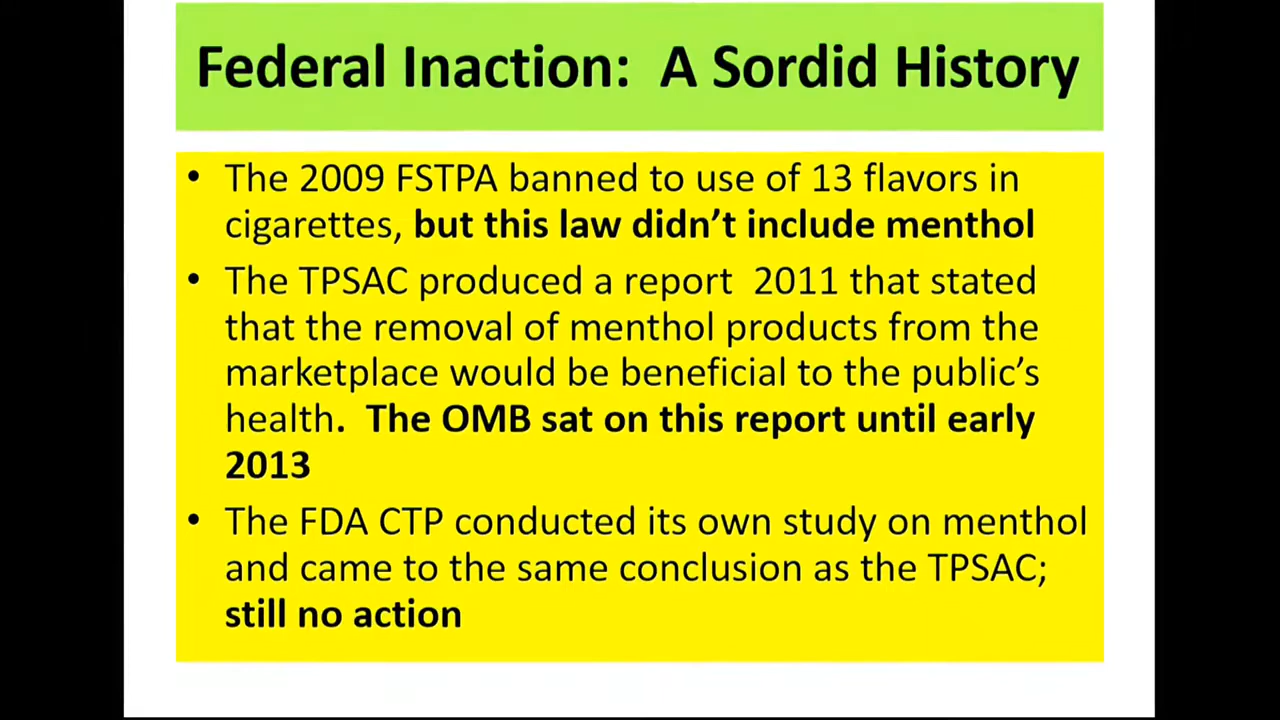 Federal Inaction:  A Sordid History
• The 2009 FSTPA banned to use of 13 flavors in
cigarettes, but this law didn't include menthol
• The TPSAC produced a report  2011 that stated
that the removal of menthol products from the
marketplace would be beneficial to the public's
health.  The OMB sat on this report until early
2013
• The FDA CTP conducted its own study on menthol
and came to the same conclusion as the TPSAC;
still no action